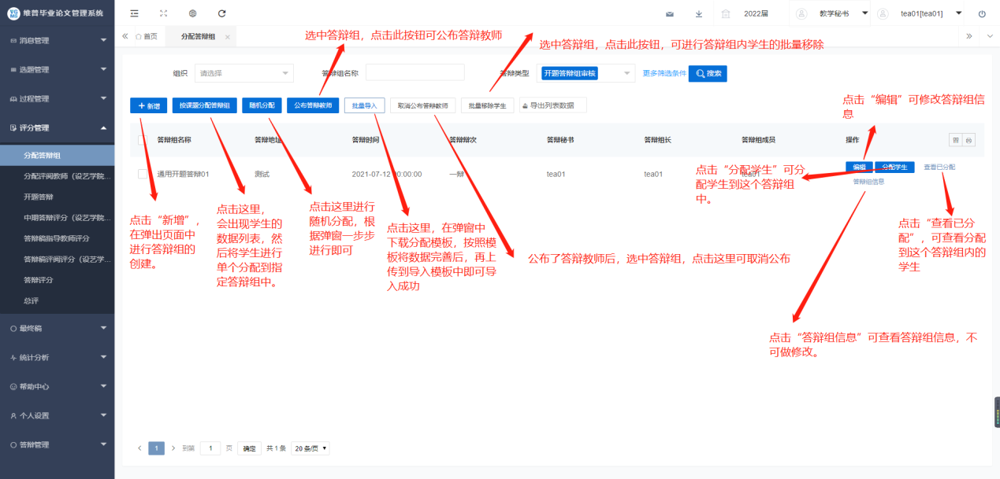 维普毕业论文管理系统
2022届
教学秘书
tea01[tea01]
首页
分配答辩组
消息管理
选题管理
过程管理
评分管理
分配答辩组
分配评阅教师（设艺学院...
开题答辩
中期答辩评分（设艺学院...
答辩稿指导教师评分
答辩稿评阅评分（设艺学...
答辩评分
总评
最终稿
统计分析
帮助中心
个人设置
答辩管理
选中答辩组，点击此按钮可公布答辩教师
选中答辩组，点击此按钮，可进行答辩组内学生的批量移除
组织
请选择
答辩组名称
答辩类型
开题答辩组审核
更多筛选条件
搜索
+ 新增
按课题分配答辩组
随机分配
公布答辩教师
批量导入
取消公布答辩教师
批量移除学生
导出列表数据
点击“编辑”可修改答辩组信
息
答辩组名称
答辩地址
答辩时间
答辩辩次
答辩秘书
答辩组长
答辩组成员
操作
通用开题答辩01
测试
2021-07-12 00:00:00
一辩
tea01
tea01
tea01
编辑
分配学生
查看已分配
答辩组信息
点击“分配学生”可分
配学生到这个答辩组
中。
点击“新增”，
在弹出页面中
进行答辩组的
创建。
点击这里，
会出现学生的
数据列表，然
后将学生进行
单个分配到指
定答辩组中。
点击这里进行
随机分配，根
据弹窗一步步
进行即可
点击这里，在弹窗中
下载分配模板，按照模
板将数据完善后，再上
传到导入模板中即可导
入成功
公布了答辩教师后，选中答辩组，点击这里可取消公布
点击“查看已分
配”，可查看分配
到这个答辩组内的
学生
点击“答辩组信息”可查看答辩组信息，不
可做修改。
1
到第
1
页
确定
共 1 条
20 条/页